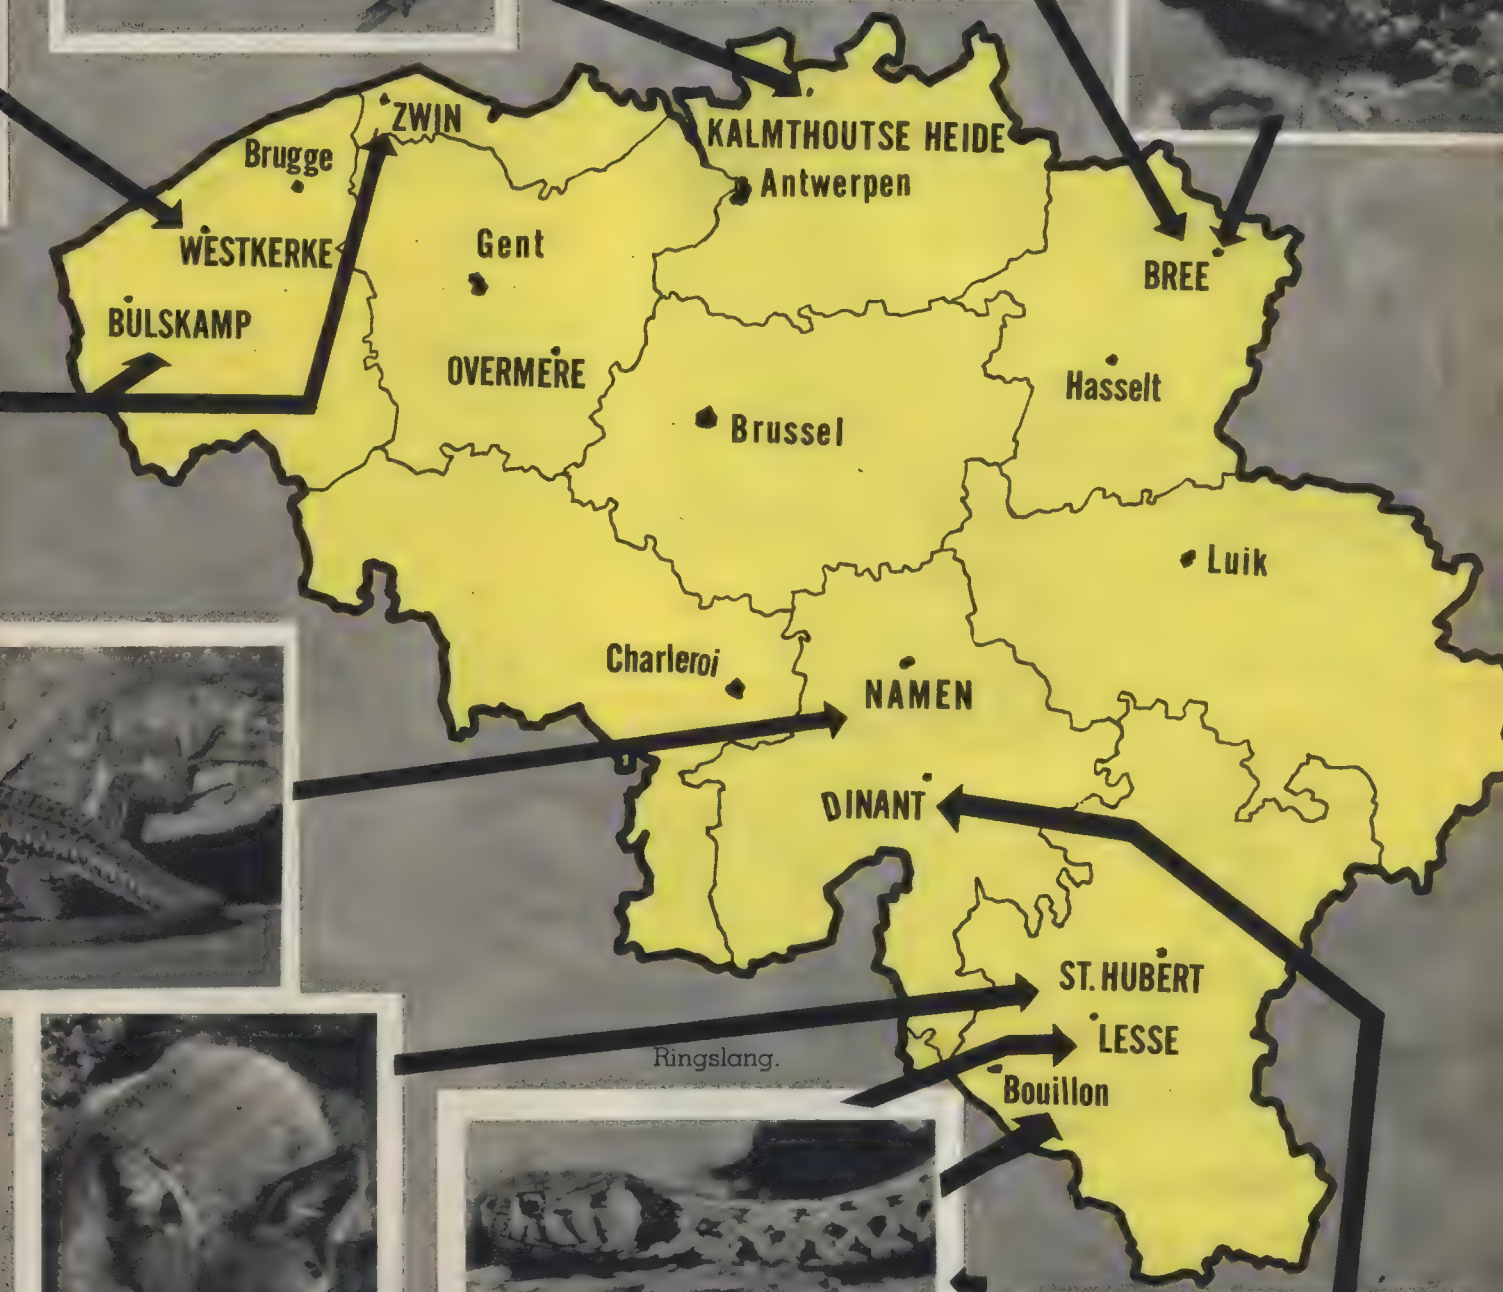 ZWIN
KALMTHOUTSE HEIDE
Brugge
Antwerpen
WESTKERKE
Gent
BREE
BULSKAMP
OVERMERE
Hasselt
Brussel
Luik
Charleroi
NAMEN
DINANT
ST. HUBERT
LESSE
Ringslang.
Bouillon